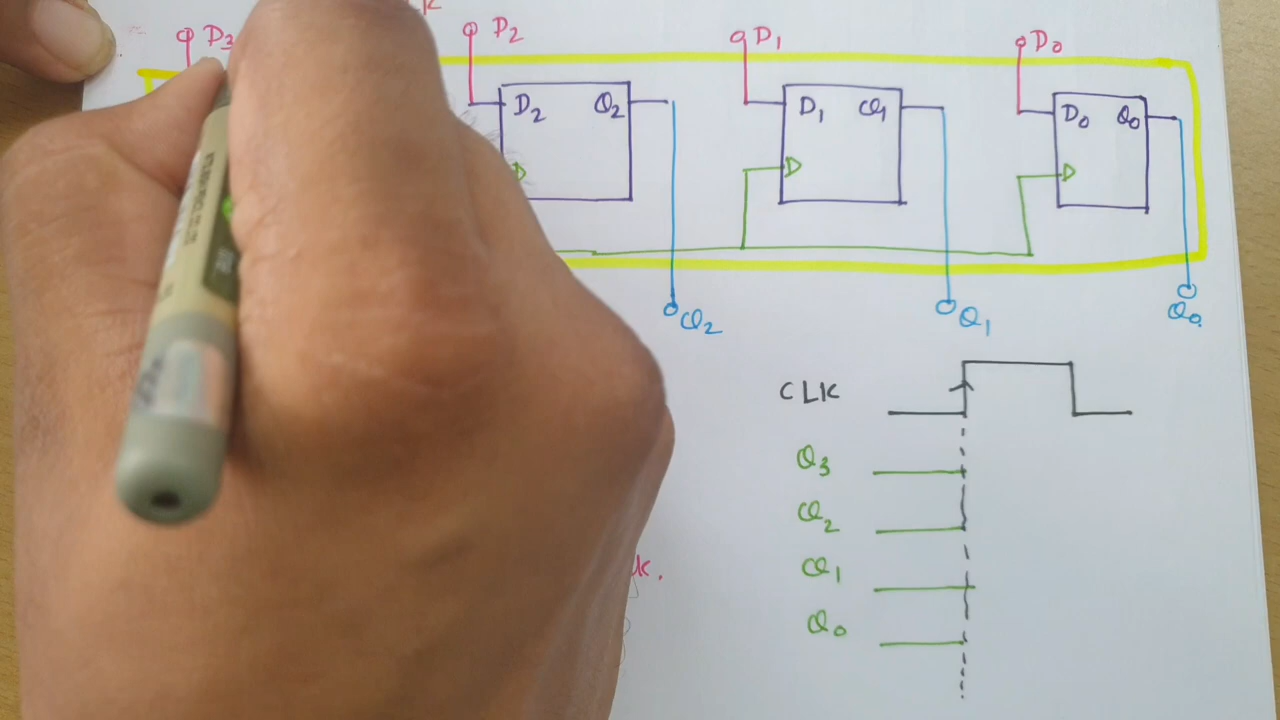 D3 D2 D1 D0
D2 Q2 D1 Q1 D0 Q0
Q2 Q1 Q0
CLK
Q3
Q2
Q1
Q0
k.